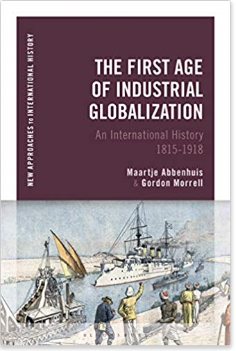 NEW APPROACHES TO INTERNATIONAL HISTORY
THE FIRST AGE
OF INDUSTRIAL
GLOBALIZATION
An International History
1815-1918
Maartje Abbenhuis
& Gordon Morrell
BLOOMSBURY